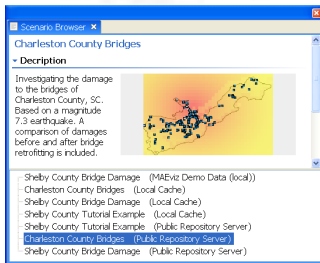 Scenario Browser
Charleston County Bridges
Decription
Investigating the damage
to the bridges of
Charleston County, SC.
Based on a magnitude
7.3 earthquake. A
comparison of damages
before and after bridge
retrofitting is included.
Shelby County Bridge Damage (MAEviz Demo Data (local))
Charleston County Bridges (Local Cache)
Shelby County Bridge Damage (Local Cache)
Shelby County Tutorial Example (Local Cache)
Shelby County Tutorial Example (Public Repository Server)
Charleston County Bridges (Public Repository Server)
Shelby County Bridge Damage (Public Repository Server)